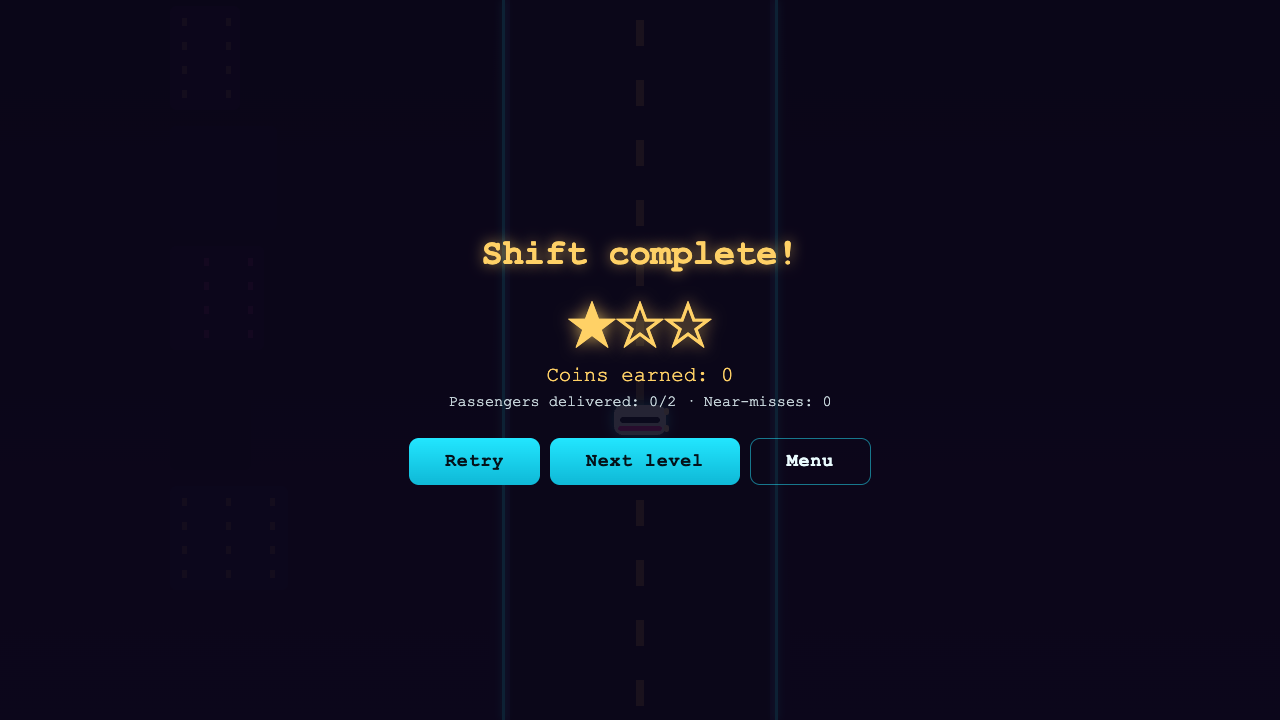 Shift complete!
★☆☆
Coins earned: 0
Passengers delivered: 0/2 · Near-misses: 0
Retry
Next level
Menu